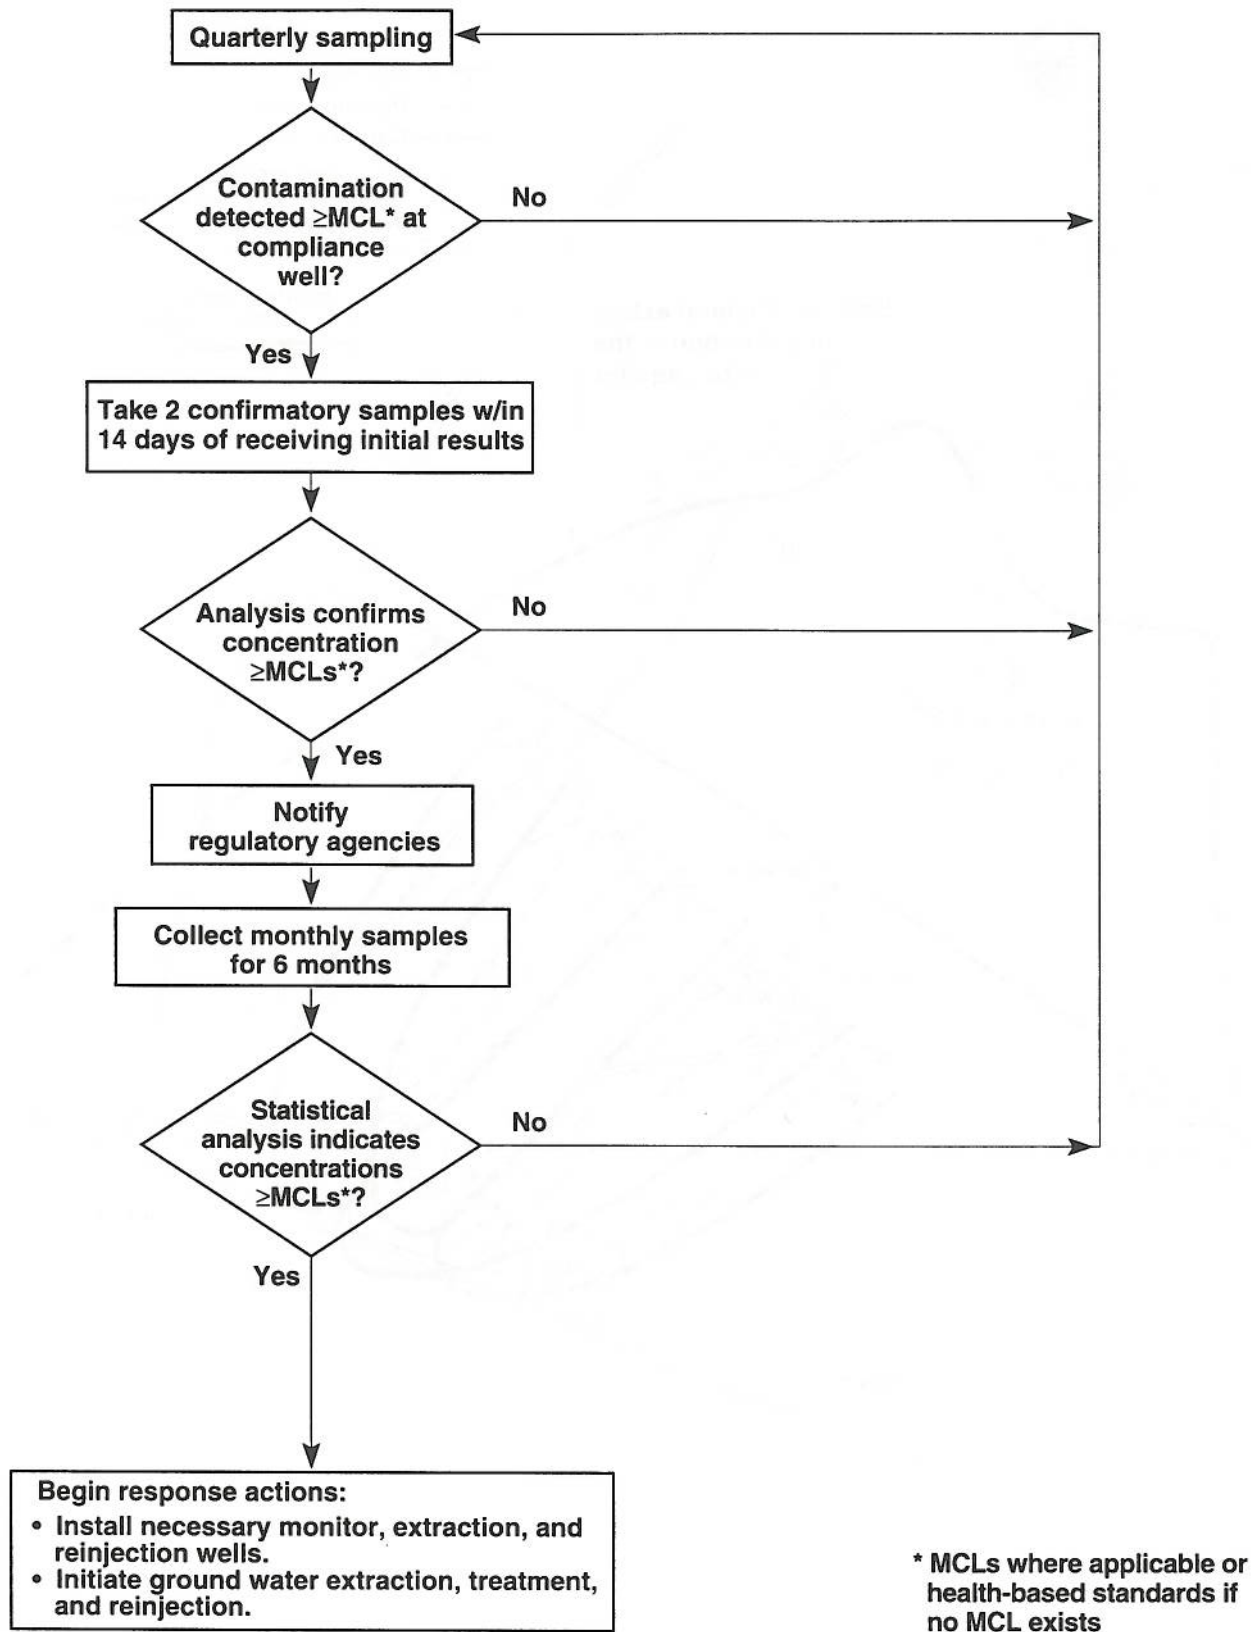 Quarterly sampling
Contamination
detected ≥MCL* at
compliance
well?
No
Yes
Take 2 confirmatory samples w/in
14 days of receiving initial results
Analysis confirms
concentration
≥MCLs*?
No
Yes
Notify
regulatory agencies
Collect monthly samples
for 6 months
Statistical
analysis indicates
concentrations
≥MCLs*?
No
Yes
Begin response actions:
• Install necessary monitor, extraction, and
reinjection wells.
• Initiate ground water extraction, treatment,
and reinjection.
* MCLs where applicable or
health-based standards if
no MCL exists